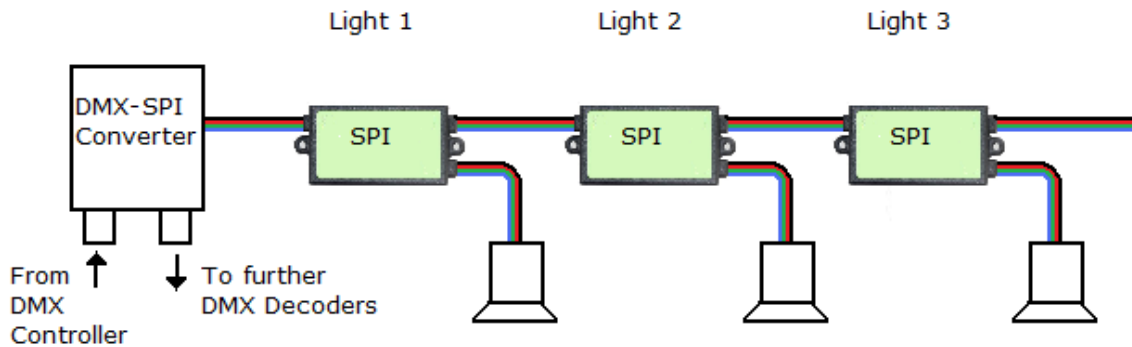 Light 1
Light 2
Light 3
DMX-SPI
Converter
SPI
SPI
SPI
From
DMX
Controller
To further
DMX Decoders